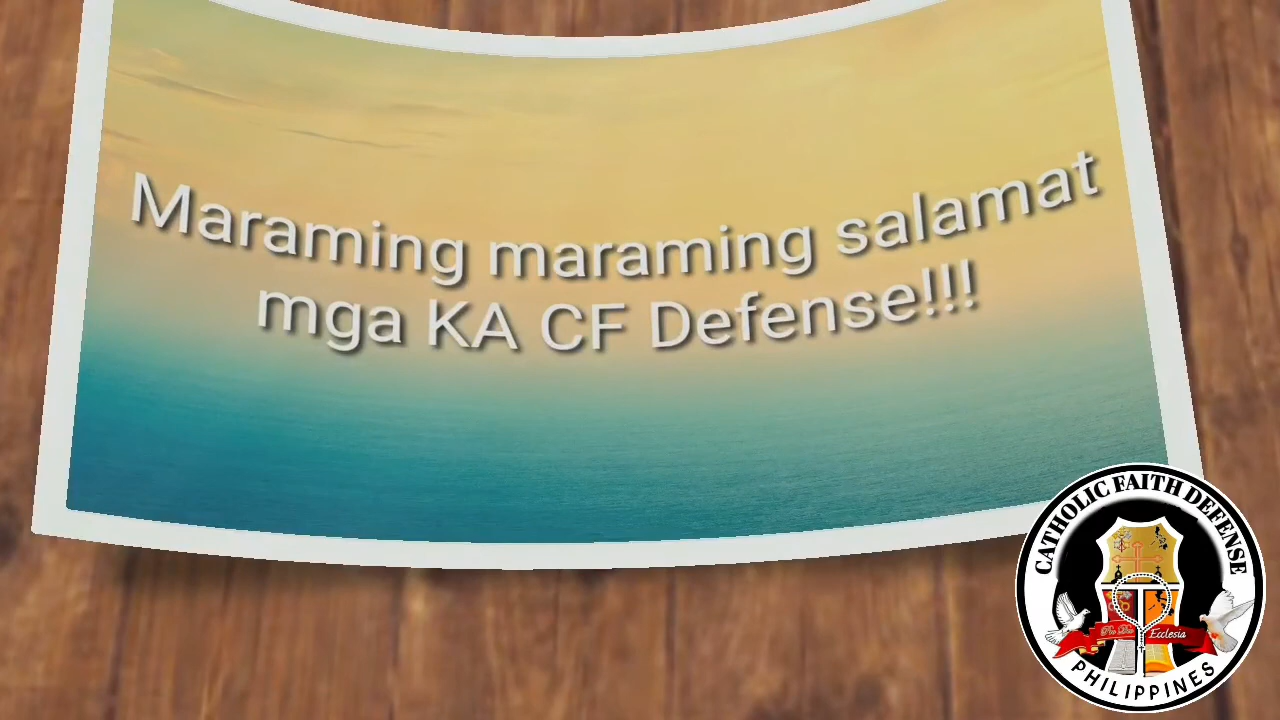 Maraming maraming salamat
mga KA CF Defense!!!
CATHOLIC FAITH DEFENSE
Pro Deo Ecclesia
PHILIPPINES